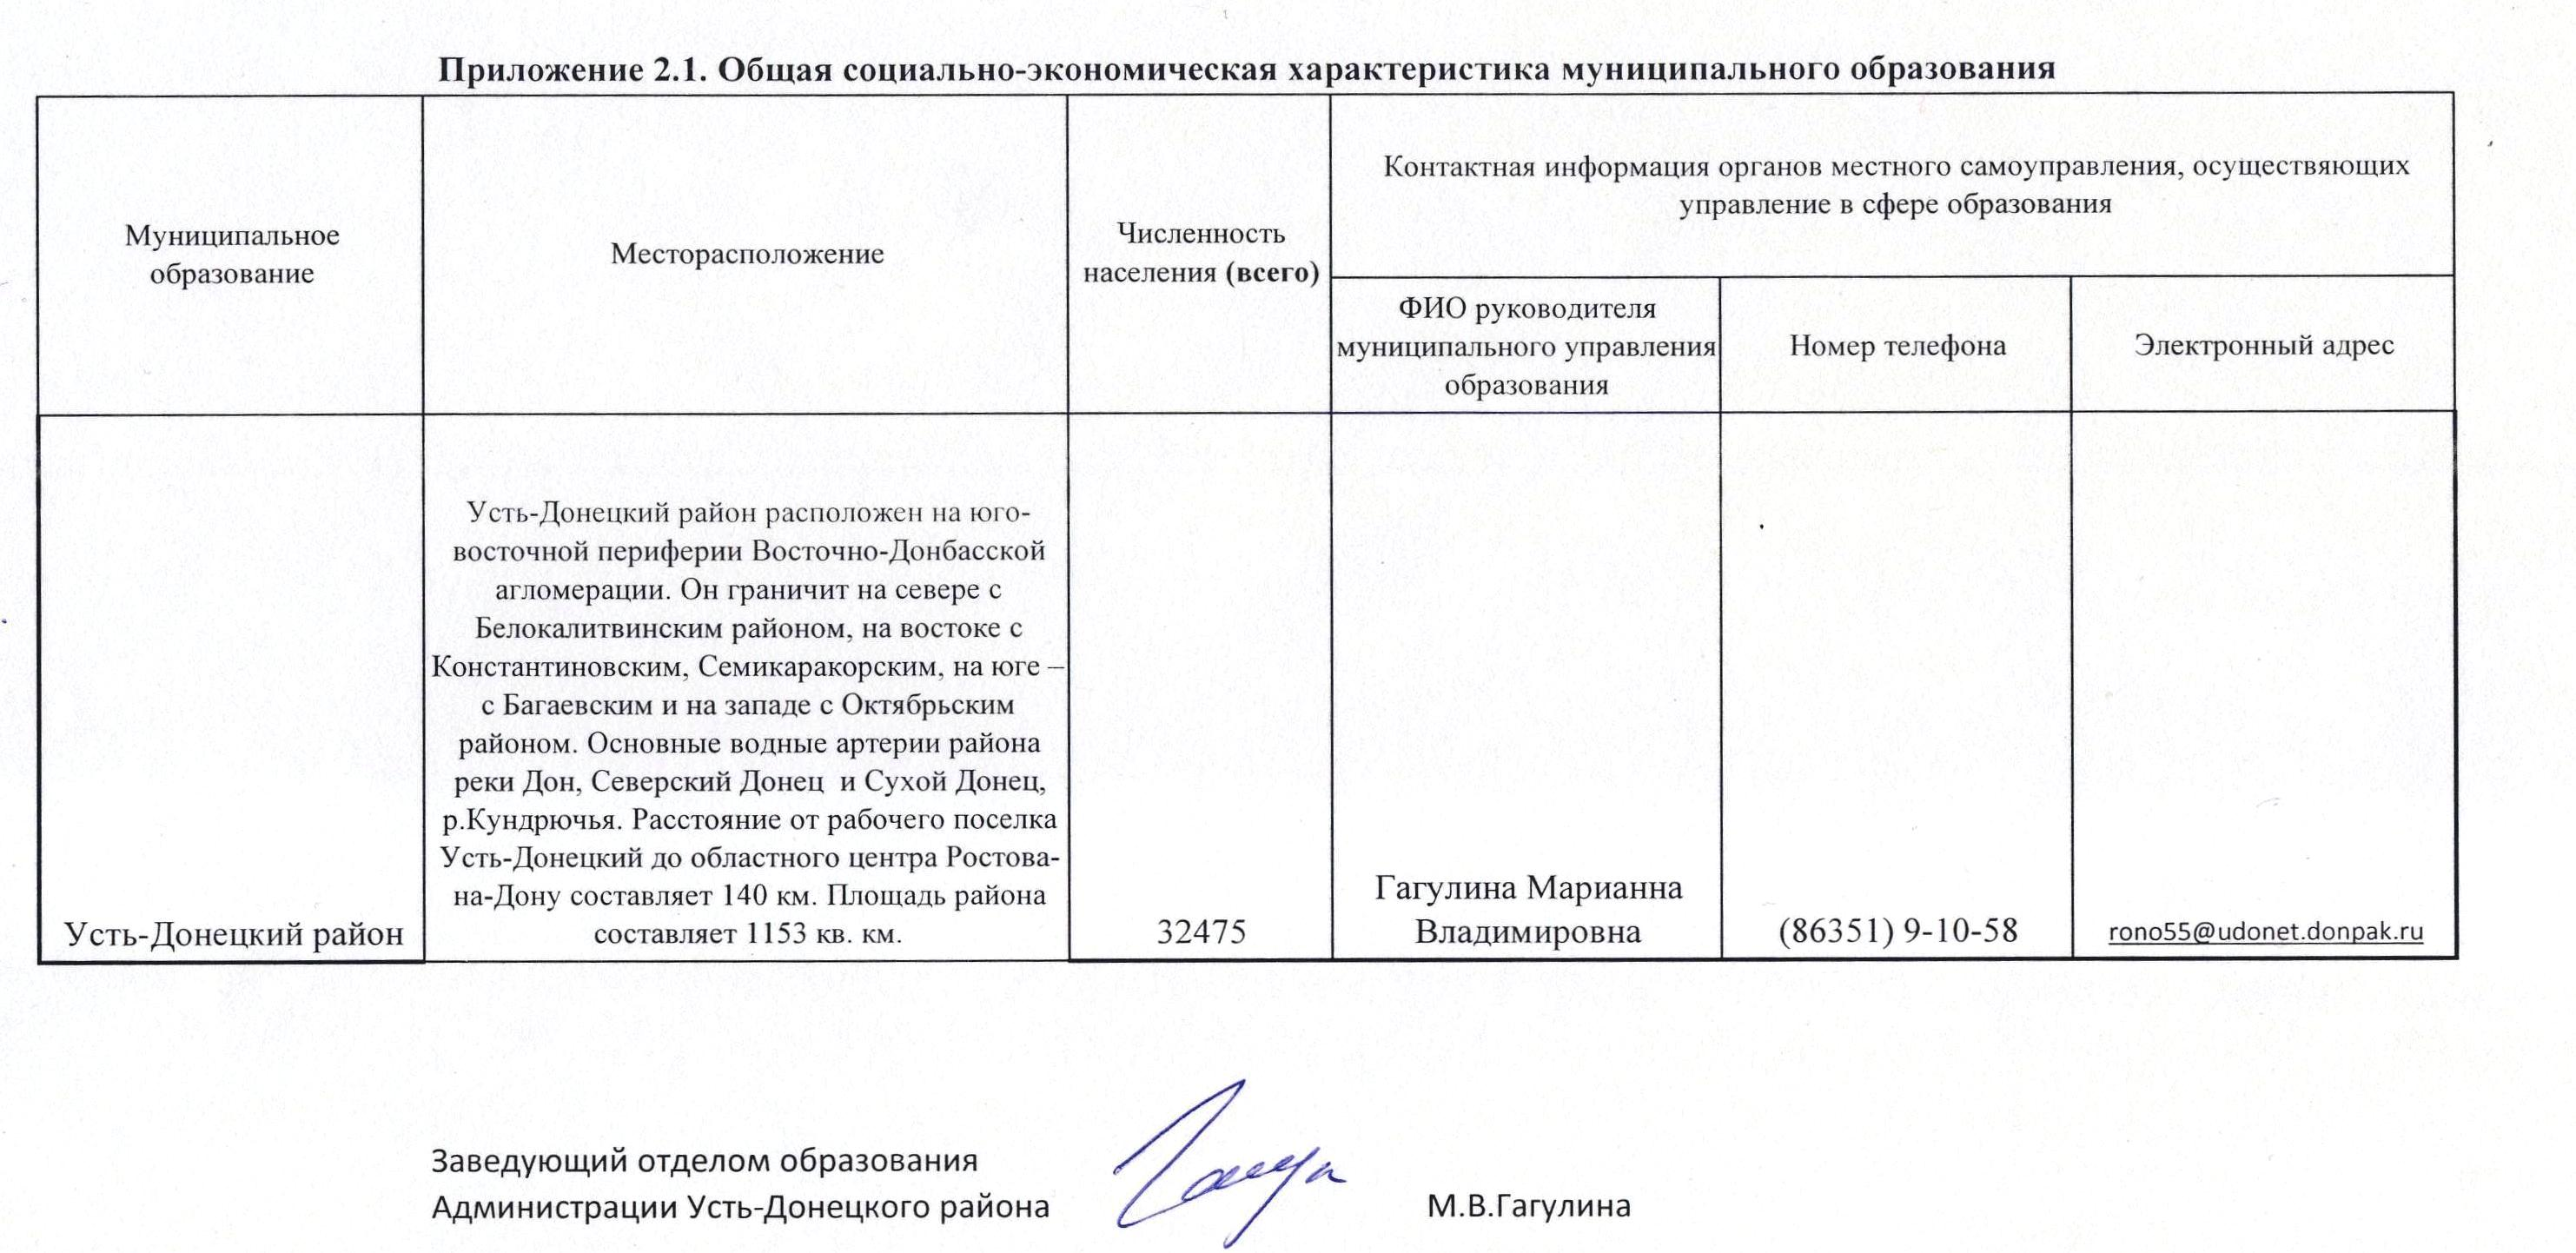 Приложение 2.1. Общая социально-экономическая характеристика муниципального образования
Муниципальное
образование
Месторасположение
Численность
населения (всего)
Контактная информация органов местного самоуправления, осуществяющих
управление в сфере образования
ФИО руководителя
муниципального управления
образования
Номер телефона
Электронный адрес
Усть-Донецкий район
Усть-Донецкий район расположен на юго-
восточной периферии Восточно-Донбасской
агломерации. Он граничит на севере с
Белокалитвинским районом, на востоке с
Константиновским, Семикаракорским, на юге –
с Багаевским и на западе с Октябрьским
районом. Основные водные артерии района
реки Дон, Северский Донец и Сухой Донец,
р.Кундрючья. Расстояние от рабочего поселка
Усть-Донецкий до областного центра Ростова-
на-Дону составляет 140 км. Площадь района
составляет 1153 кв. км.
32475
Гагулина Марианна
Владимировна
(86351) 9-10-58
rono55@udonet.donpak.ru
Заведующий отделом образования
Администрации Усть-Донецкого района
М.В.Гагулина